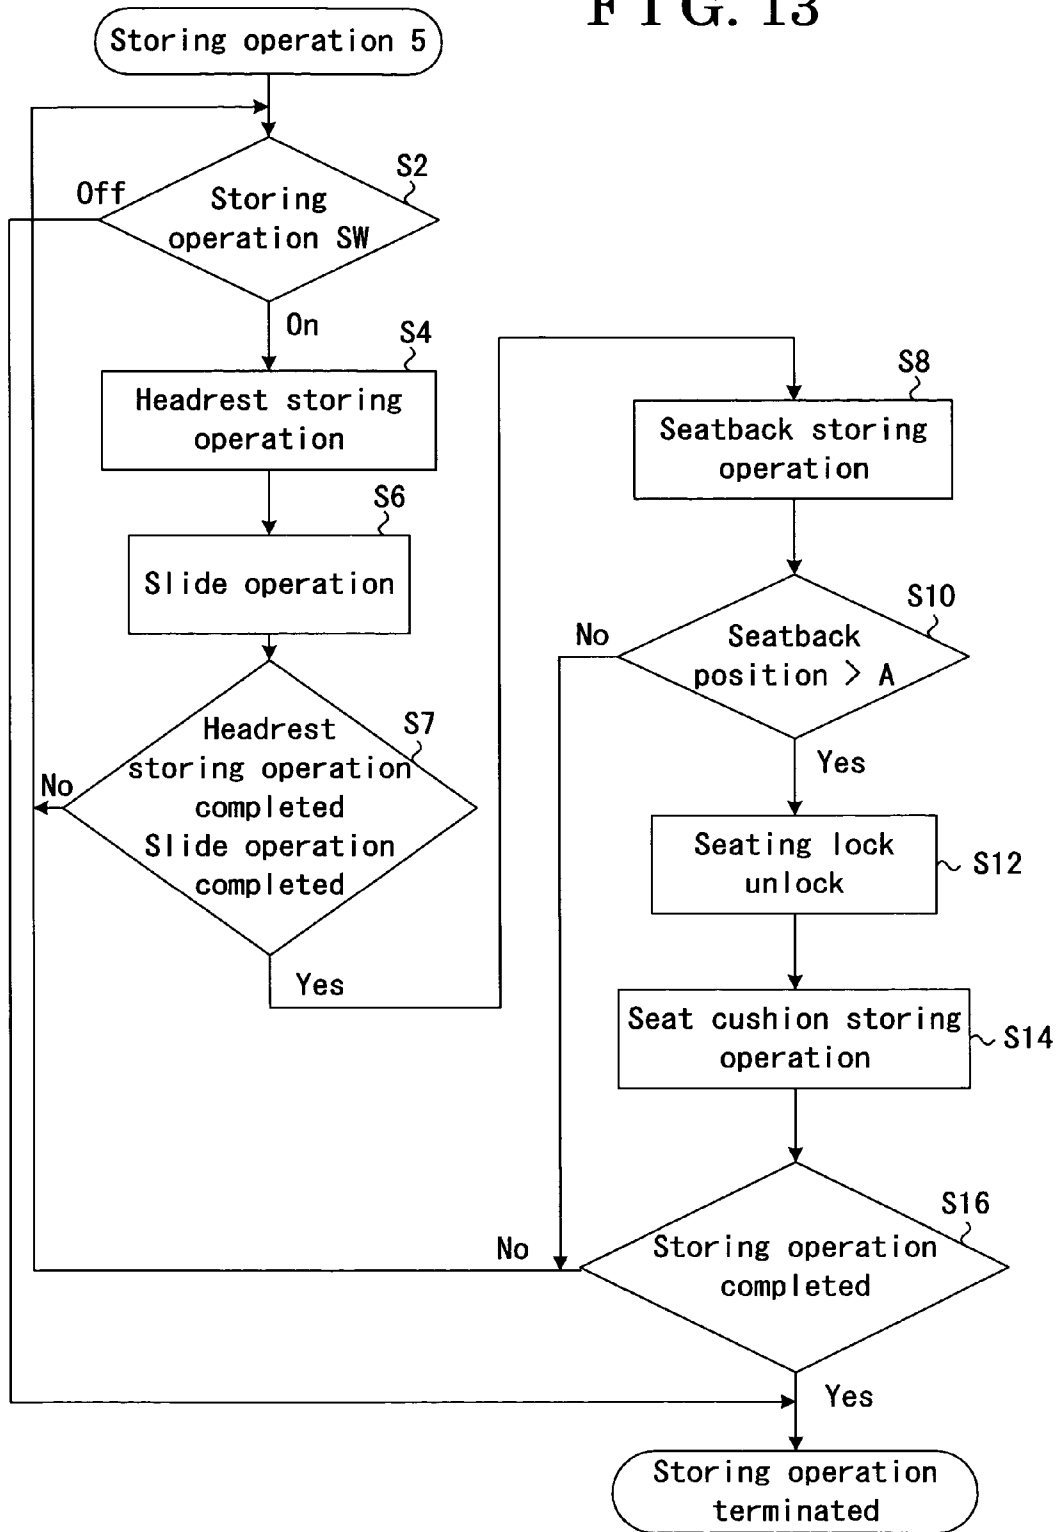 FIG. 13
Storing operation 5
S2
Off
Storing
operation SW
On
S4
Headrest storing
operation
S6
Slide operation
S7
Headrest
storing operation
completed
Slide operation
completed
No
Yes
S8
Seatback storing
operation
S10
No
Seatback
position > A
Yes
Seating lock
unlock
S12
Seat cushion storing
operation
S14
S16
No
Storing operation
completed
Yes
Storing operation
terminated